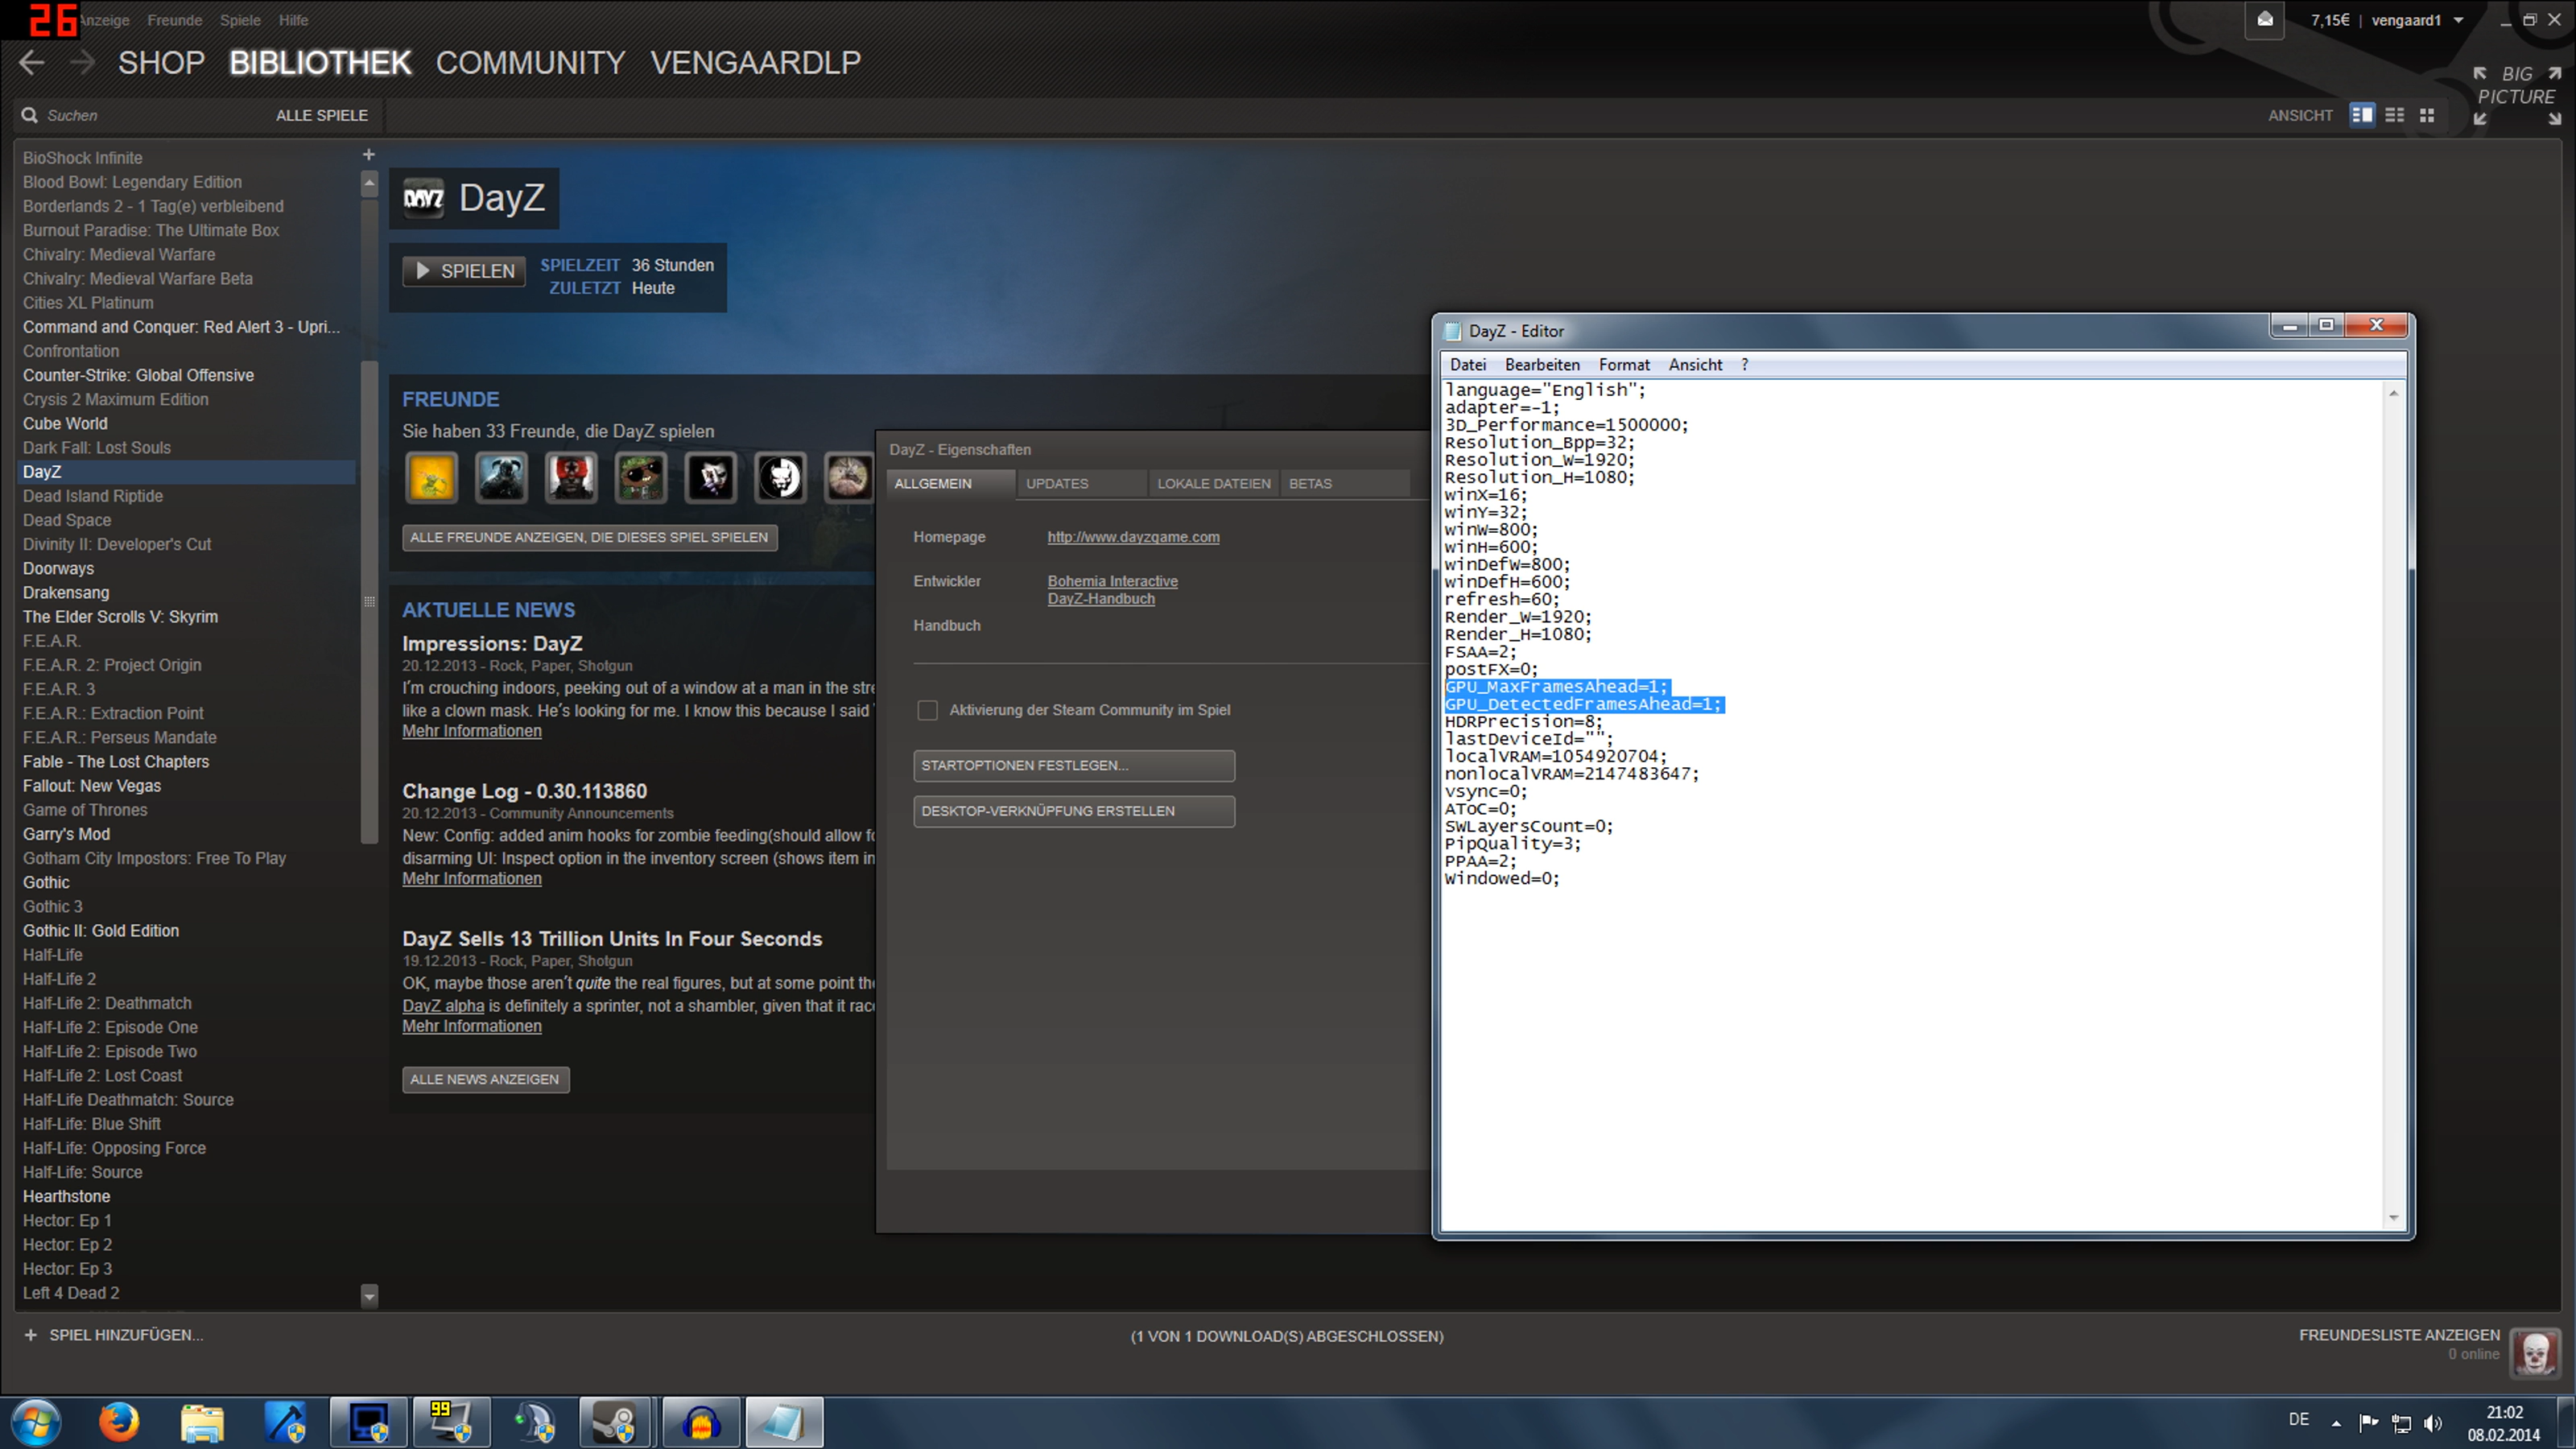 26
Anzeige Freunde Spiele Hilfe
7,15€ | vengaard1
SHOP BIBLIOTHEK COMMUNITY VENGAARDLP
BIG
PICTURE
Suchen ALLE SPIELE
ANSICHT
BioShock Infinite
Blood Bowl: Legendary Edition
Borderlands 2 - 1 Tag(e) verbleibend
Burnout Paradise: The Ultimate Box
Chivalry: Medieval Warfare
Chivalry: Medieval Warfare Beta
Cities XL Platinum
Command and Conquer: Red Alert 3 - Upri...
Confrontation
Counter-Strike: Global Offensive
Crysis 2 Maximum Edition
Cube World
Dark Fall: Lost Souls
DayZ
Dead Island Riptide
Dead Space
Divinity II: Developer's Cut
Doorways
Drakensang
The Elder Scrolls V: Skyrim
F.E.A.R.
F.E.A.R. 2: Project Origin
F.E.A.R. 3
F.E.A.R.: Extraction Point
F.E.A.R.: Perseus Mandate
Fable - The Lost Chapters
Fallout: New Vegas
Game of Thrones
Garry's Mod
Gotham City Impostors: Free To Play
Gothic
Gothic 3
Gothic II: Gold Edition
Half-Life
Half-Life 2
Half-Life 2: Deathmatch
Half-Life 2: Episode One
Half-Life 2: Episode Two
Half-Life 2: Lost Coast
Half-Life Deathmatch: Source
Half-Life: Blue Shift
Half-Life: Opposing Force
Half-Life: Source
Hearthstone
Hector: Ep 1
Hector: Ep 2
Hector: Ep 3
Left 4 Dead 2
DAYZ DayZ
SPIELEN
SPIELZEIT 36 Stunden
ZULETZT Heute
FREUNDE
Sie haben 33 Freunde, die DayZ spielen
ALLE FREUNDE ANZEIGEN, DIE DIESES SPIEL SPIELEN
AKTUELLE NEWS
Impressions: DayZ
20.12.2013 - Rock, Paper, Shotgun
I'm crouching indoors, peeking out of a window at a man in the stre
like a clown mask. He's looking for me. I know this because I said
Mehr Informationen
Change Log - 0.30.113860
20.12.2013 - Community Announcements
New: Config: added anim hooks for zombie feeding(should allow fo
disarming UI: Inspect option in the inventory screen (shows item in
Mehr Informationen
DayZ Sells 13 Trillion Units In Four Seconds
19.12.2013 - Rock, Paper, Shotgun
OK, maybe those aren't quite the real figures, but at some point the
DayZ alpha is definitely a sprinter, not a shambler, given that it rac
Mehr Informationen
ALLE NEWS ANZEIGEN
DayZ - Eigenschaften
ALLGEMEIN UPDATES LOKALE DATEIEN BETAS
Homepage http://www.dayzgame.com
Entwickler Bohemia Interactive
DayZ-Handbuch
Handbuch
Aktivierung der Steam Community im Spiel
STARTOPTIONEN FESTLEGEN...
DESKTOP-VERKNÜPFUNG ERSTELLEN
DayZ - Editor
Datei Bearbeiten Format Ansicht ?
language="English";
adapter=-1;
3D_Performance=1500000;
Resolution_Bpp=32;
Resolution_W=1920;
Resolution_H=1080;
winX=16;
winY=32;
winW=800;
winH=600;
winDefW=800;
winDefH=600;
refresh=60;
Render_W=1920;
Render_H=1080;
FSAA=2;
postFX=0;
GPU_MaxFramesAhead=1;
GPU_DetectedFramesAhead=1;
HDRPrecision=8;
lastDeviceId="";
localVRAM=1054920704;
nonlocalVRAM=2147483647;
vsync=0;
AToC=0;
SWLayersCount=0;
PipQuality=3;
PPAA=2;
Windowed=0;
SPIEL HINZUFÜGEN...
(1 VON 1 DOWNLOAD(S) ABGESCHLOSSEN)
FREUNDESLISTE ANZEIGEN
0 online
99
DE
21:02
08.02.2014